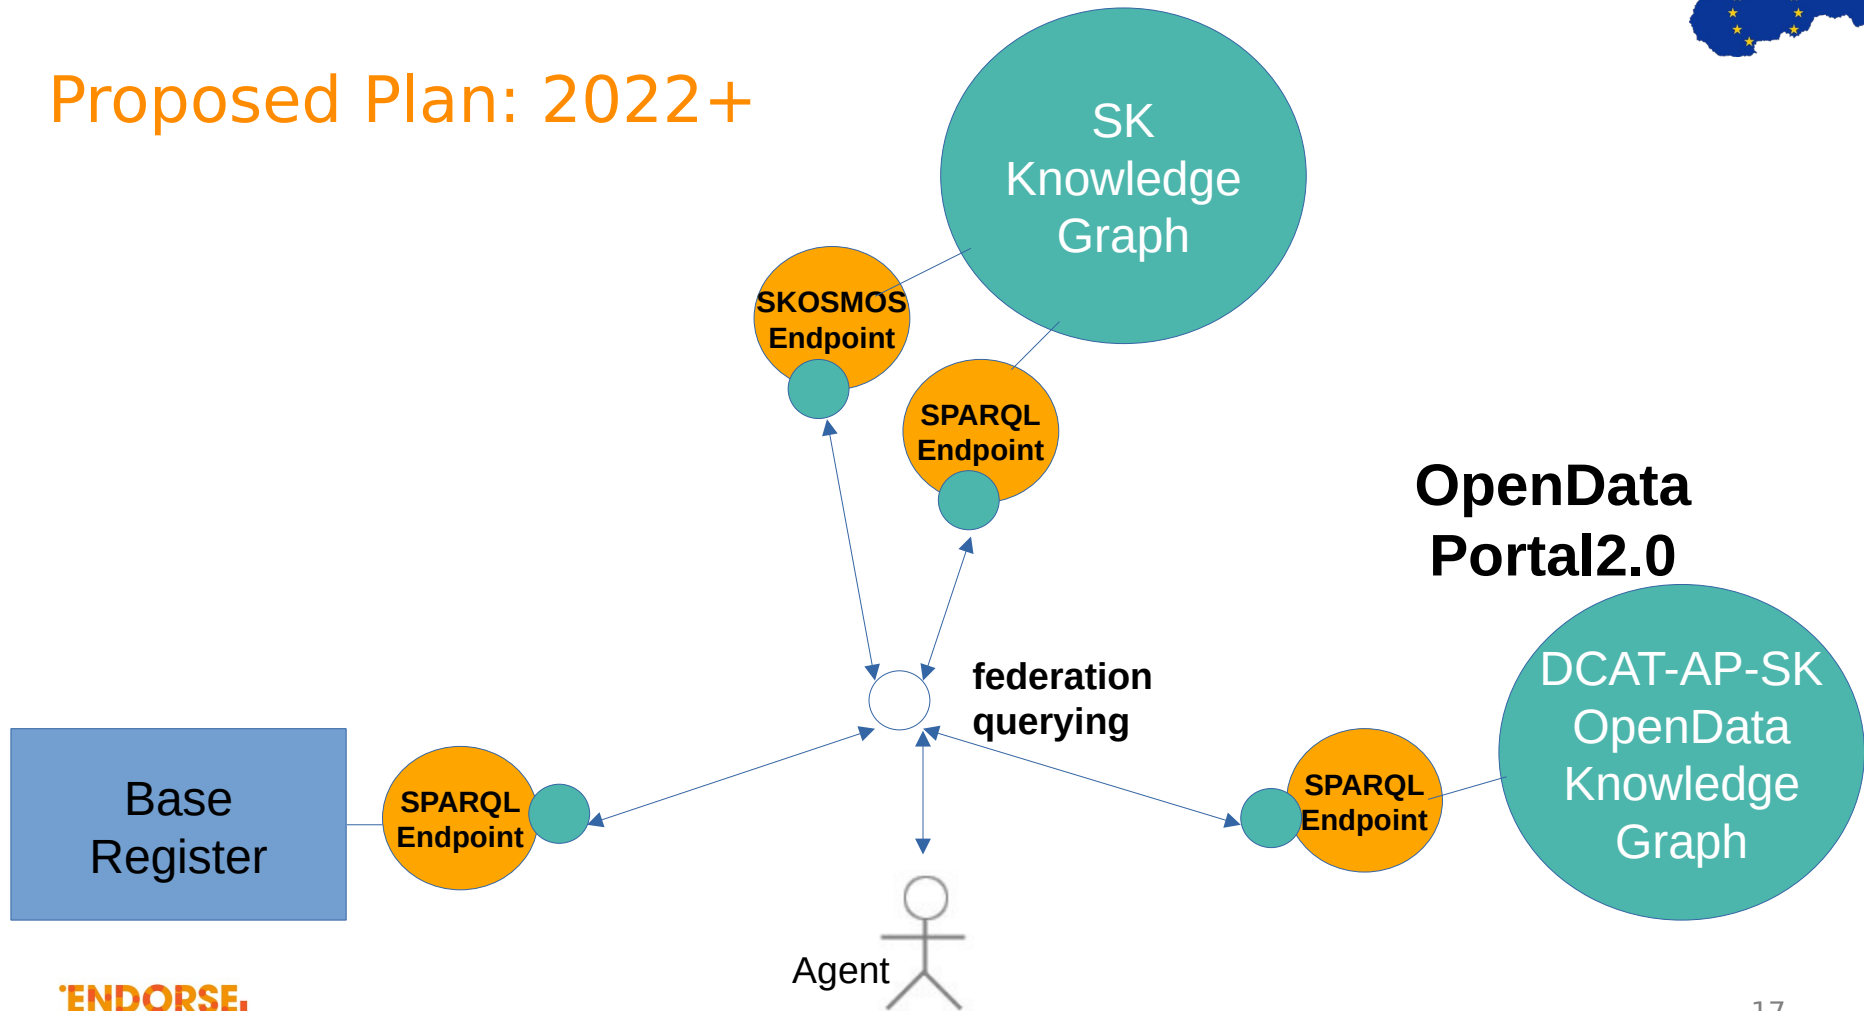 Proposed Plan: 2022+
SK
Knowledge
Graph
SKOSMOS
Endpoint
SPARQL
Endpoint
OpenData
Portal2.0
federation
querying
DCAT-AP-SK
OpenData
Knowledge
Graph
Base
Register
SPARQL
Endpoint
SPARQL
Endpoint
Agent
ENDORSE
17